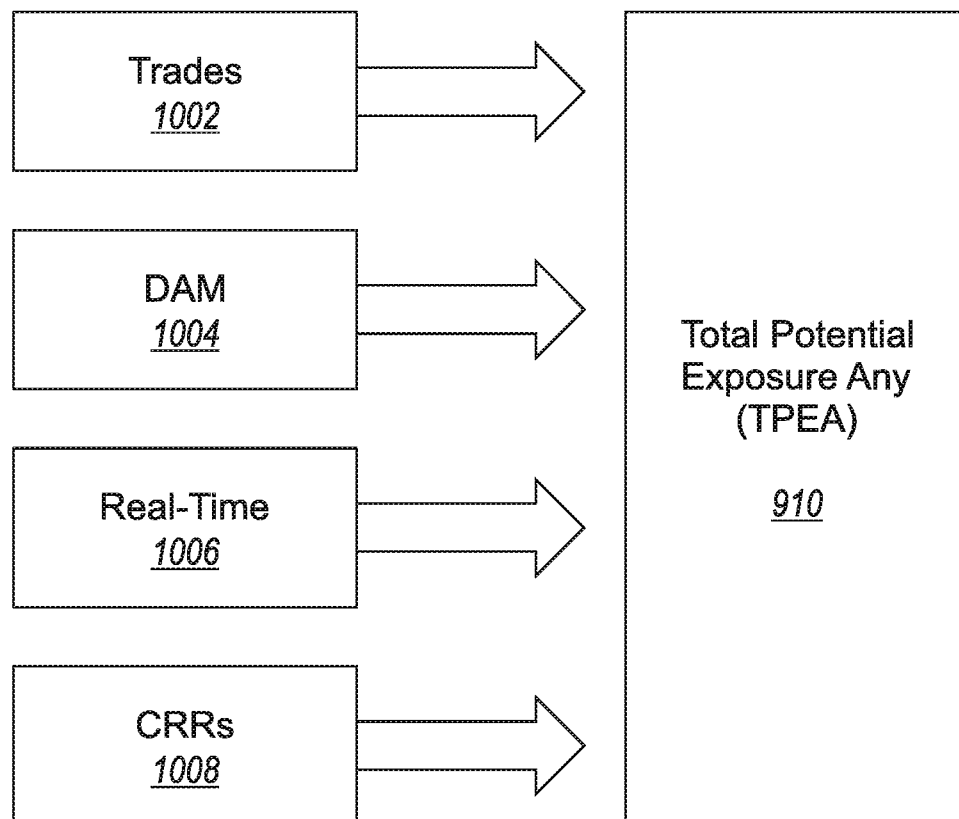 Trades
1002
DAM
1004
Real-Time
1006
CRRs
1008
Total Potential
Exposure Any
(TPEA)
910